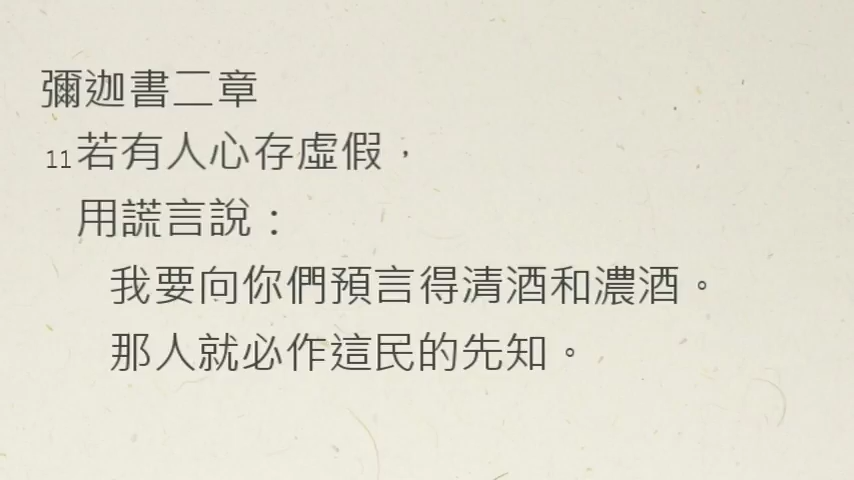 彌迦書二章
11若有人心存虛假，
用謊言說：
我要向你們預言得清酒和濃酒。
那人就必作這民的先知。